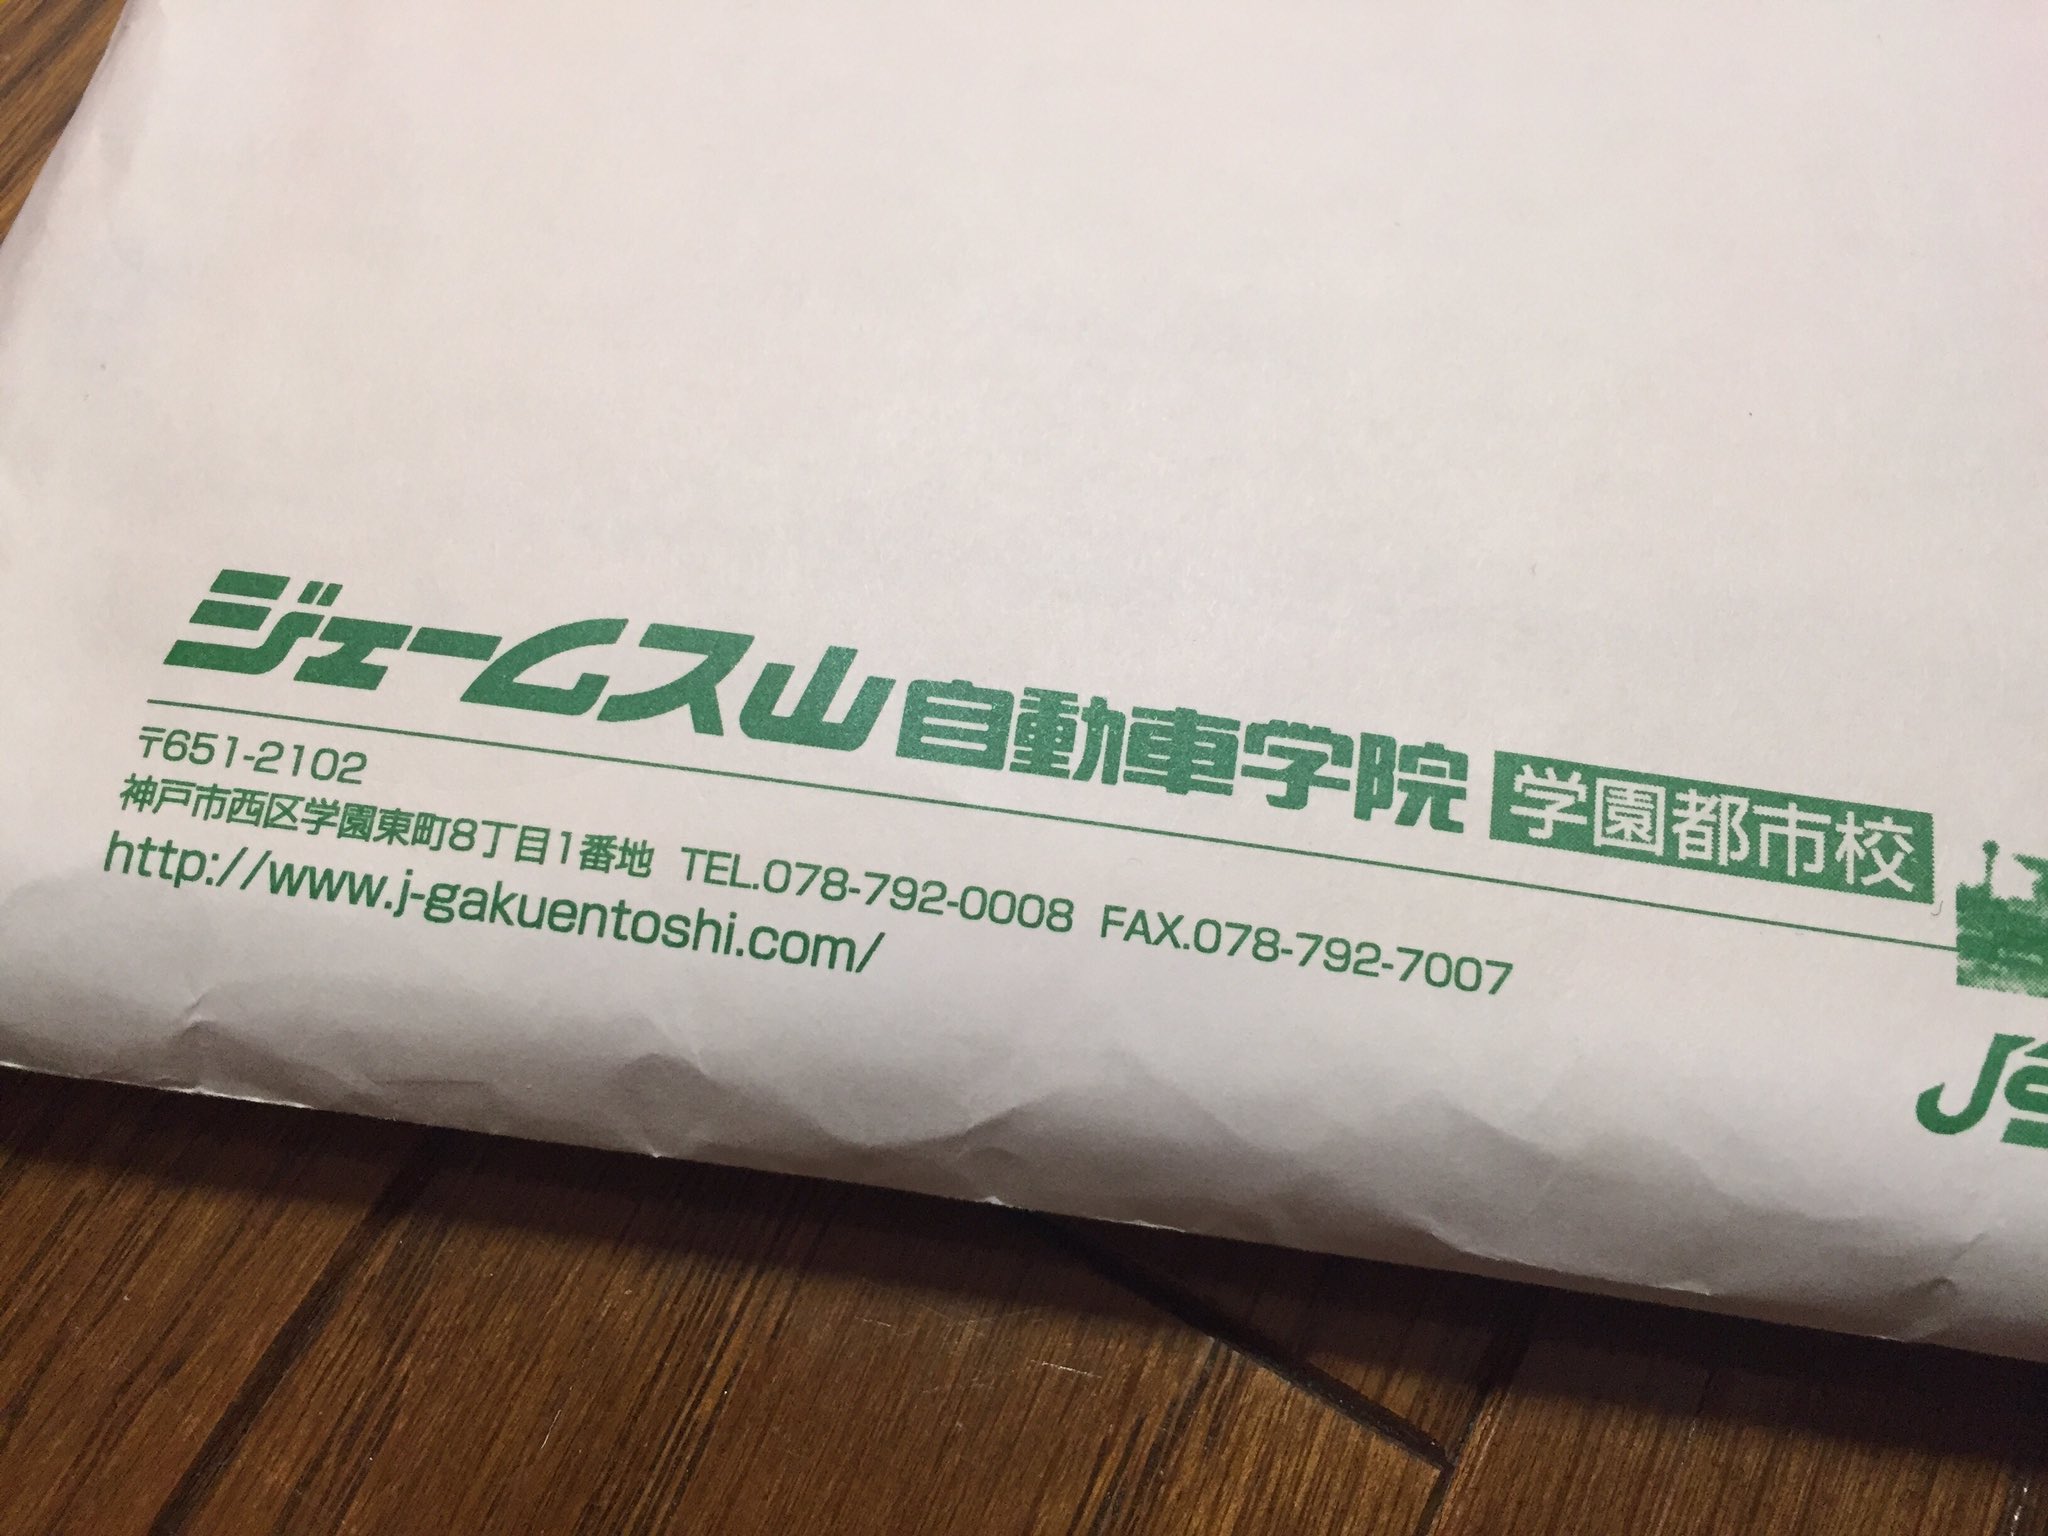 ジェームス山自動車学院 学園都市校
〒651-2102
神戸市西区学園東町8丁目1番地 TEL.078-792-0008 FAX.078-792-7007
http://www.j-gakuentoshi.com/